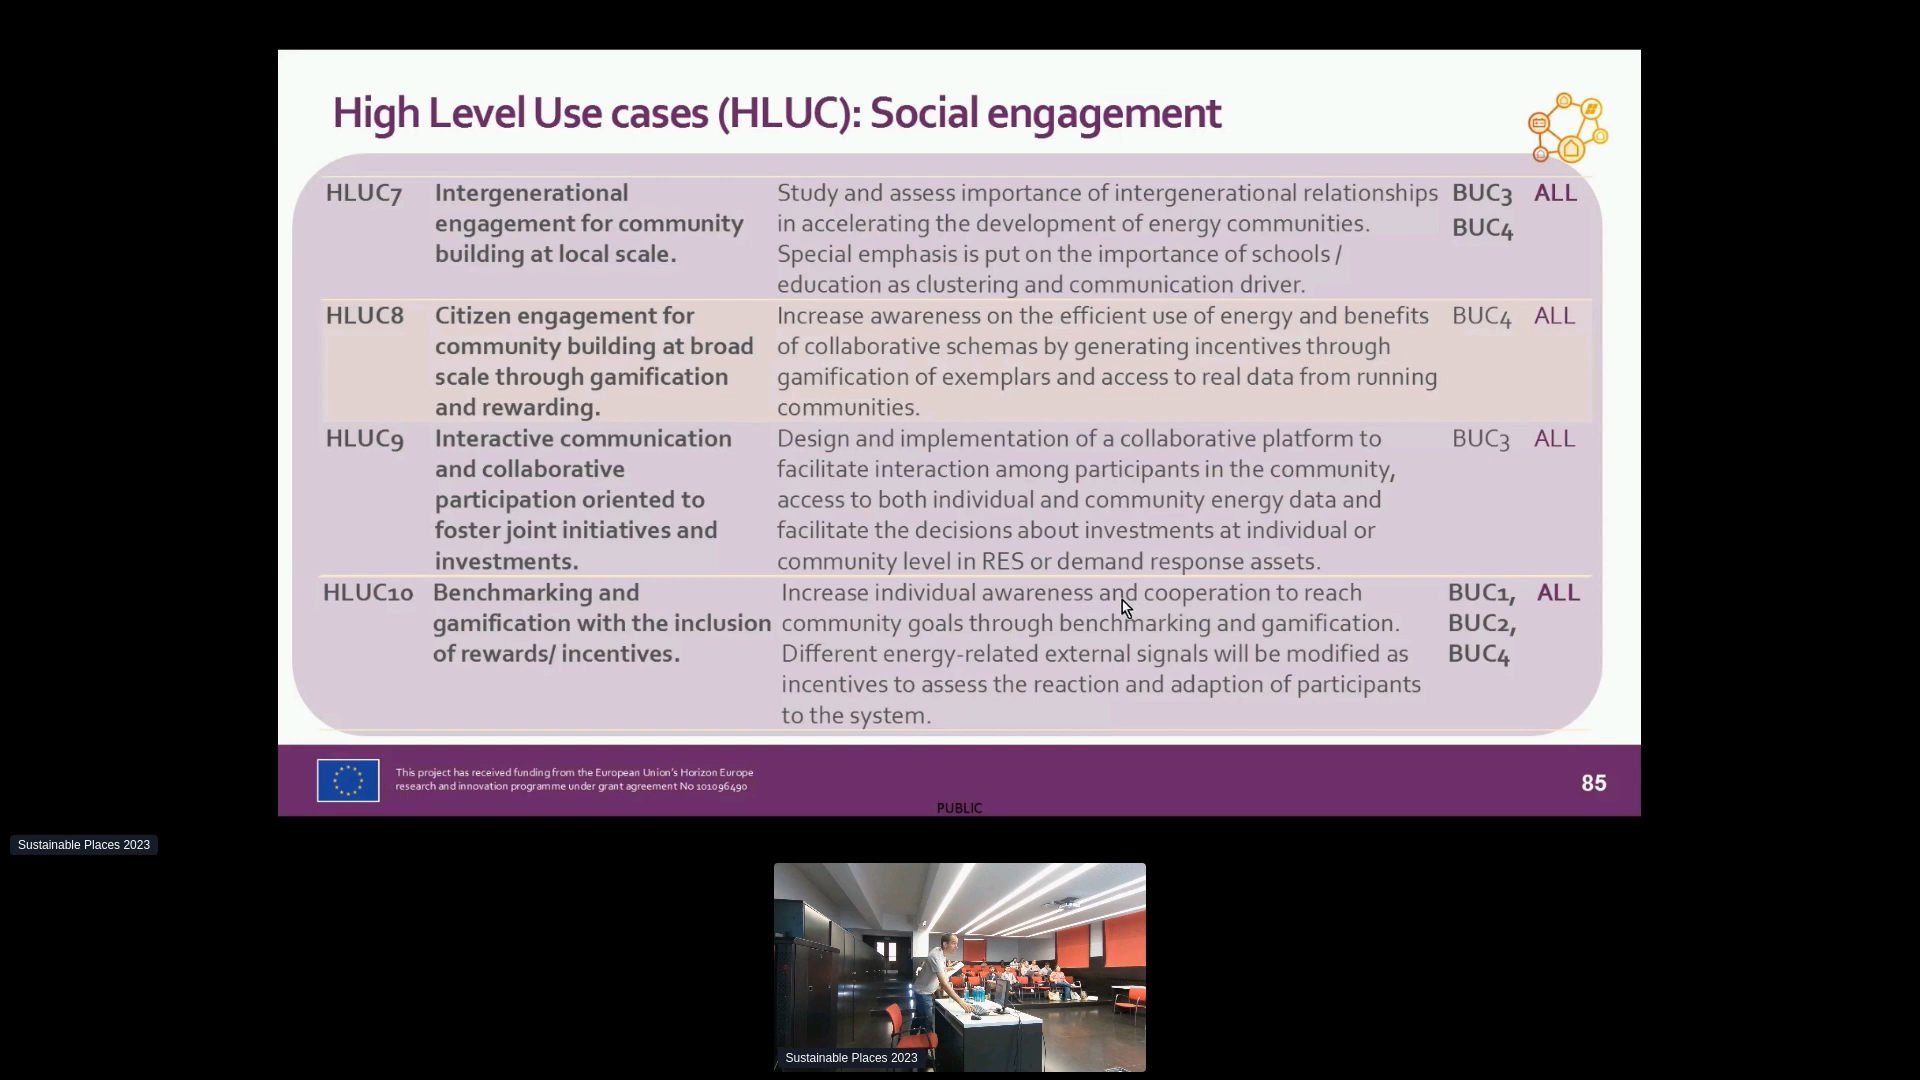 High Level Use cases (HLUC): Social engagement
HLUC7
Intergenerational
engagement for community
building at local scale.
Study and assess importance of intergenerational relationships
in accelerating the development of energy communities.
Special emphasis is put on the importance of schools /
education as clustering and communication driver.
BUC3
BUC4
ALL
HLUC8
Citizen engagement for
community building at broad
scale through gamification
and rewarding.
Increase awareness on the efficient use of energy and benefits
of collaborative schemas by generating incentives through
gamification of exemplars and access to real data from running
communities.
BUC4
ALL
HLUC9
Interactive communication
and collaborative
participation oriented to
foster joint initiatives and
investments.
Design and implementation of a collaborative platform to
facilitate interaction among participants in the community,
access to both individual and community energy data and
facilitate the decisions about investments at individual or
community level in RES or demand response assets.
BUC3
ALL
HLUC10
Benchmarking and
gamification with the inclusion
of rewards/ incentives.
Increase individual awareness and cooperation to reach
community goals through benchmarking and gamification.
Different energy-related external signals will be modified as
incentives to assess the reaction and adaption of participants
to the system.
BUC1,
BUC2,
BUC4
ALL
This project has received funding from the European Union's Horizon Europe
research and innovation programme under grant agreement No 101096490
85
PUBLIC
Sustainable Places 2023
Sustainable Places 2023